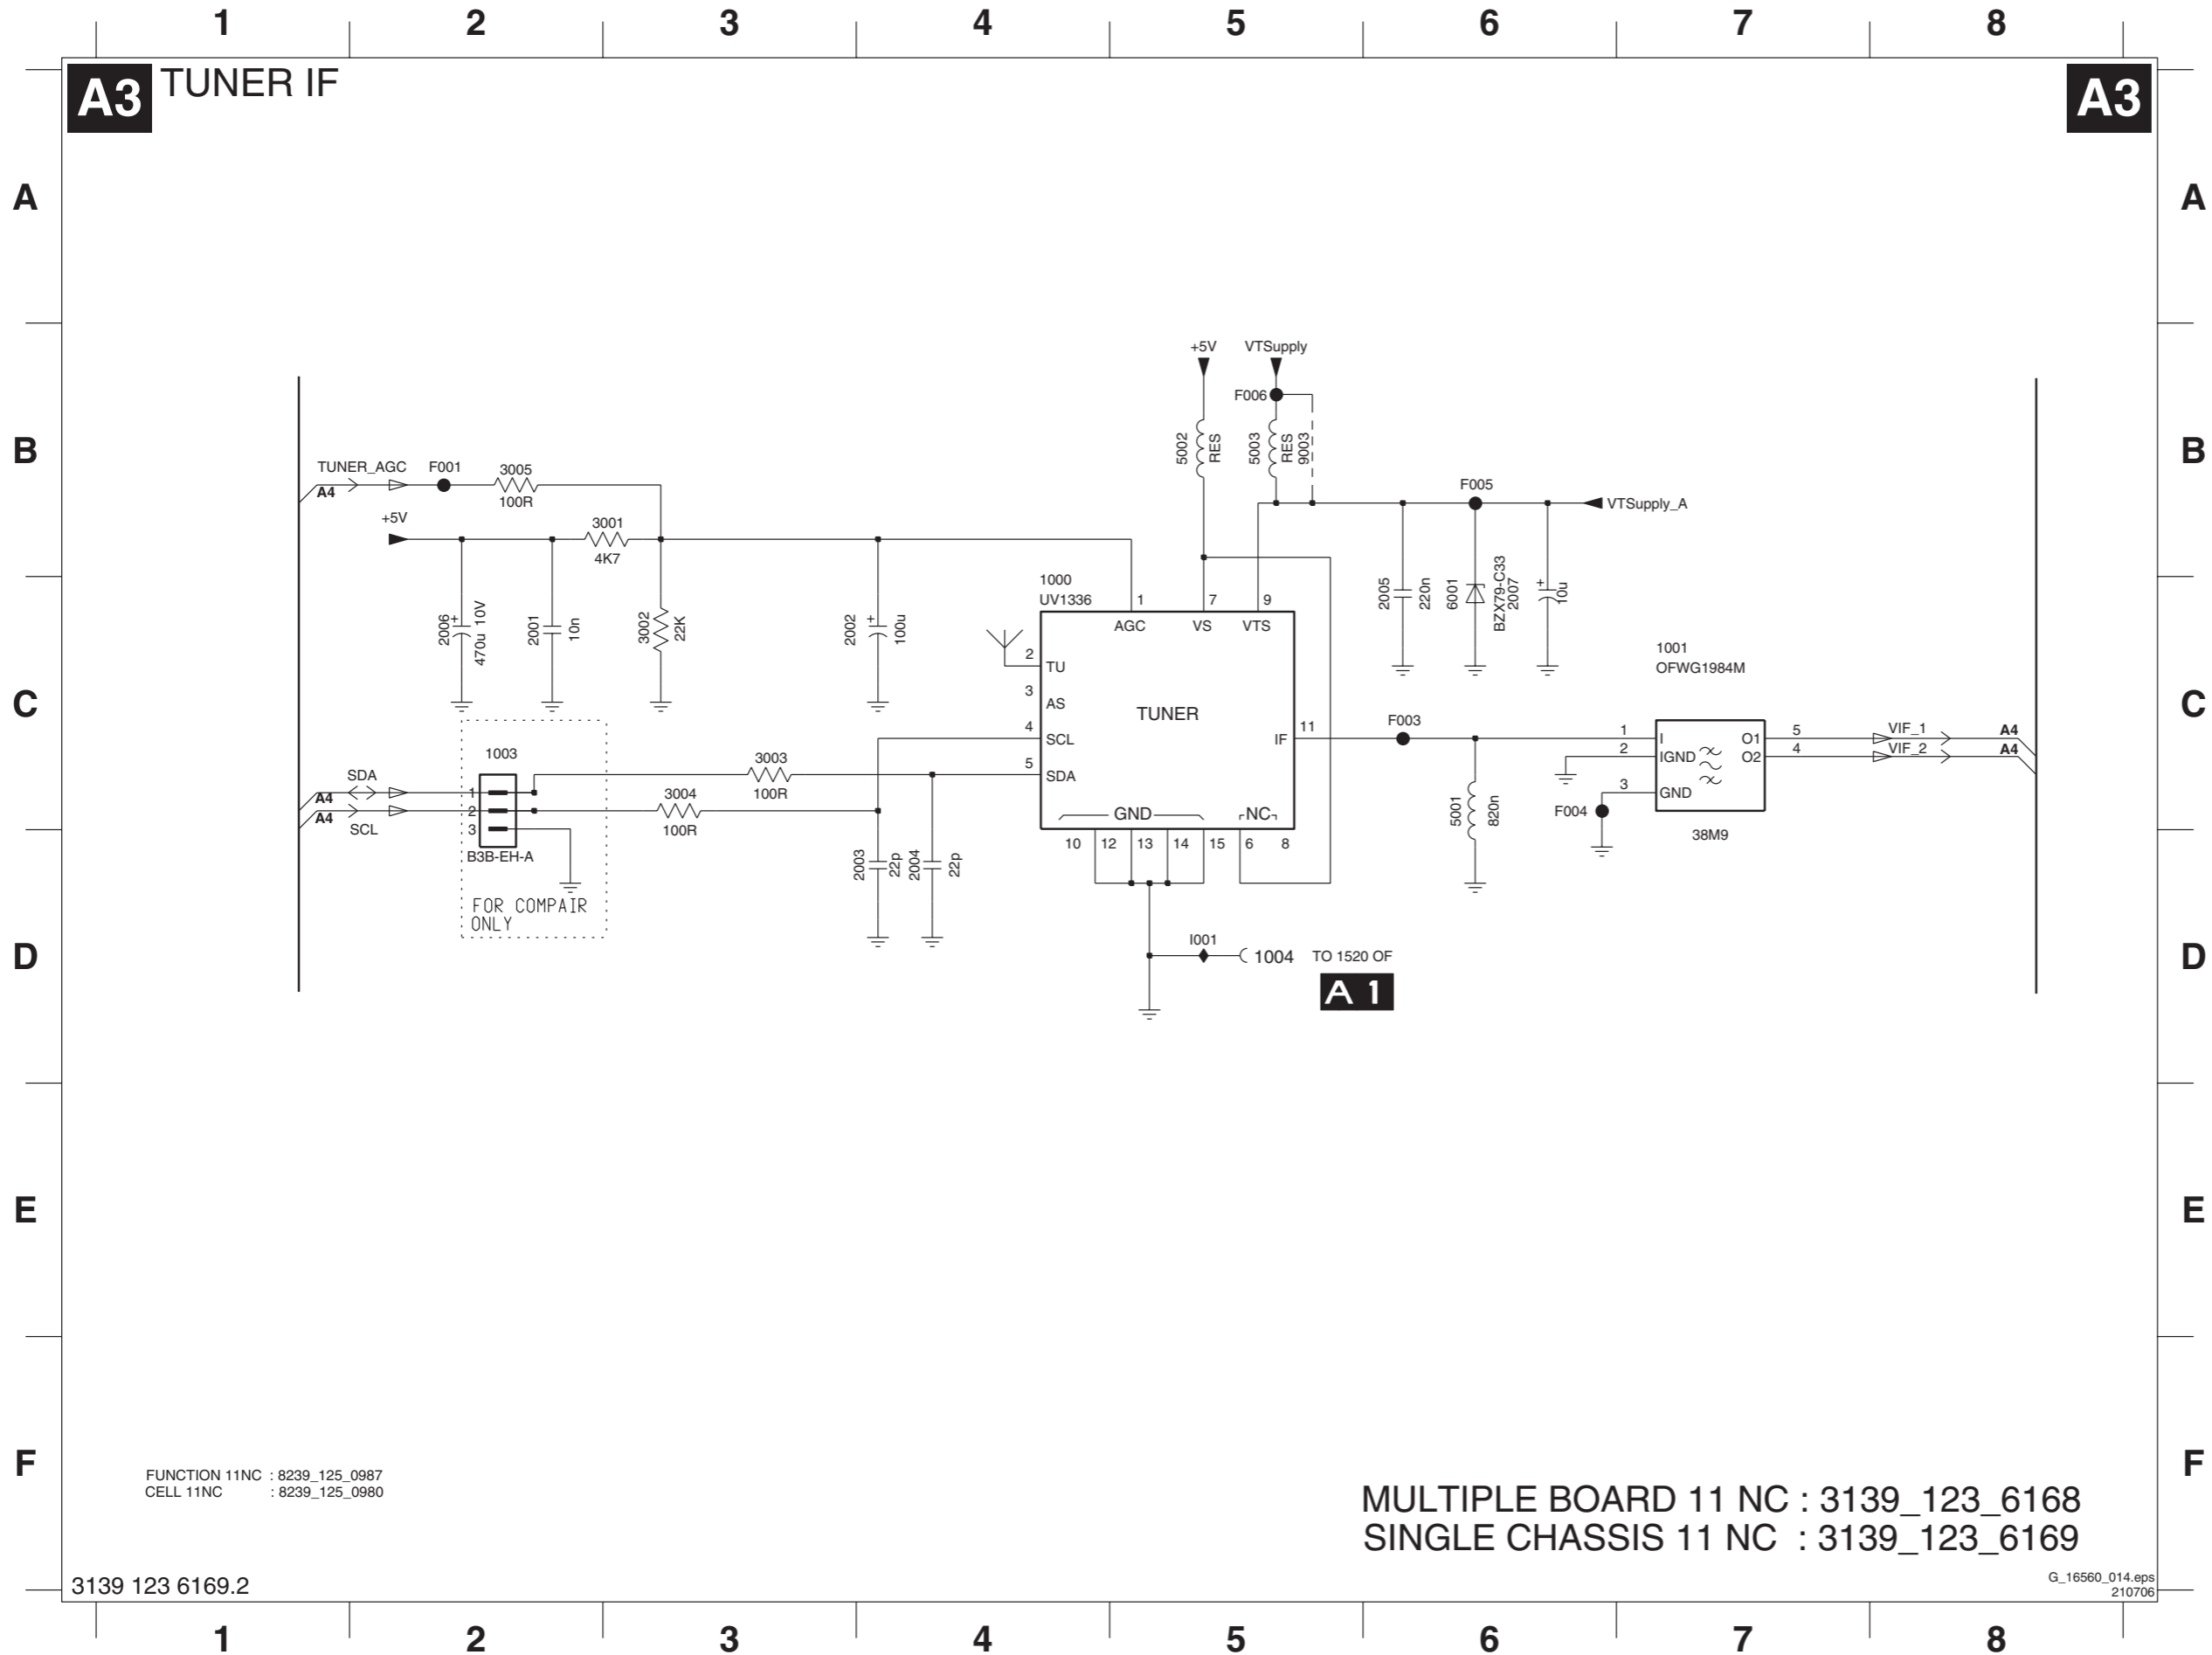 1 2 3 4 5 6 7 8
A3 TUNER IF A3
A A
+5V VTSupply
F006
5002 RES 5003 RES 9003
B B
TUNER_AGC F001 3005
A4
100R
F005
VTSupply_A
+5V 3001
4K7
1000
UV1336 1 7 9
2006 + 470u 10V 2001 10n 3002 22K 2002 + 100u
2005 220n 6001 BZX79-C33 2007 + 10u
AGC VS VTS
1001
OFWG1984M
2 TU
3 AS
C TUNER C
4 SCL
IF 11 F003
1 I O1 5 VIF_1 A4
2 IGND O2 4 VIF_2 A4
3 GND
F004
38M9
5001 820n
1003 3003
100R
5 SDA
SDA
A4 1
A4 2 3004
100R
SCL 3
B3B-EH-A
GND NC
10 12 13 14 15 6 8
2003 22p 2004 22p
FOR COMPAIR
ONLY
I001
D 1004 TO 1520 OF D
A 1
E E
F F
FUNCTION 11NC : 8239_125_0987
CELL 11NC : 8239_125_0980
MULTIPLE BOARD 11 NC : 3139_123_6168
SINGLE CHASSIS 11 NC : 3139_123_6169
3139 123 6169.2
G_16560_014.eps
210706
1 2 3 4 5 6 7 8